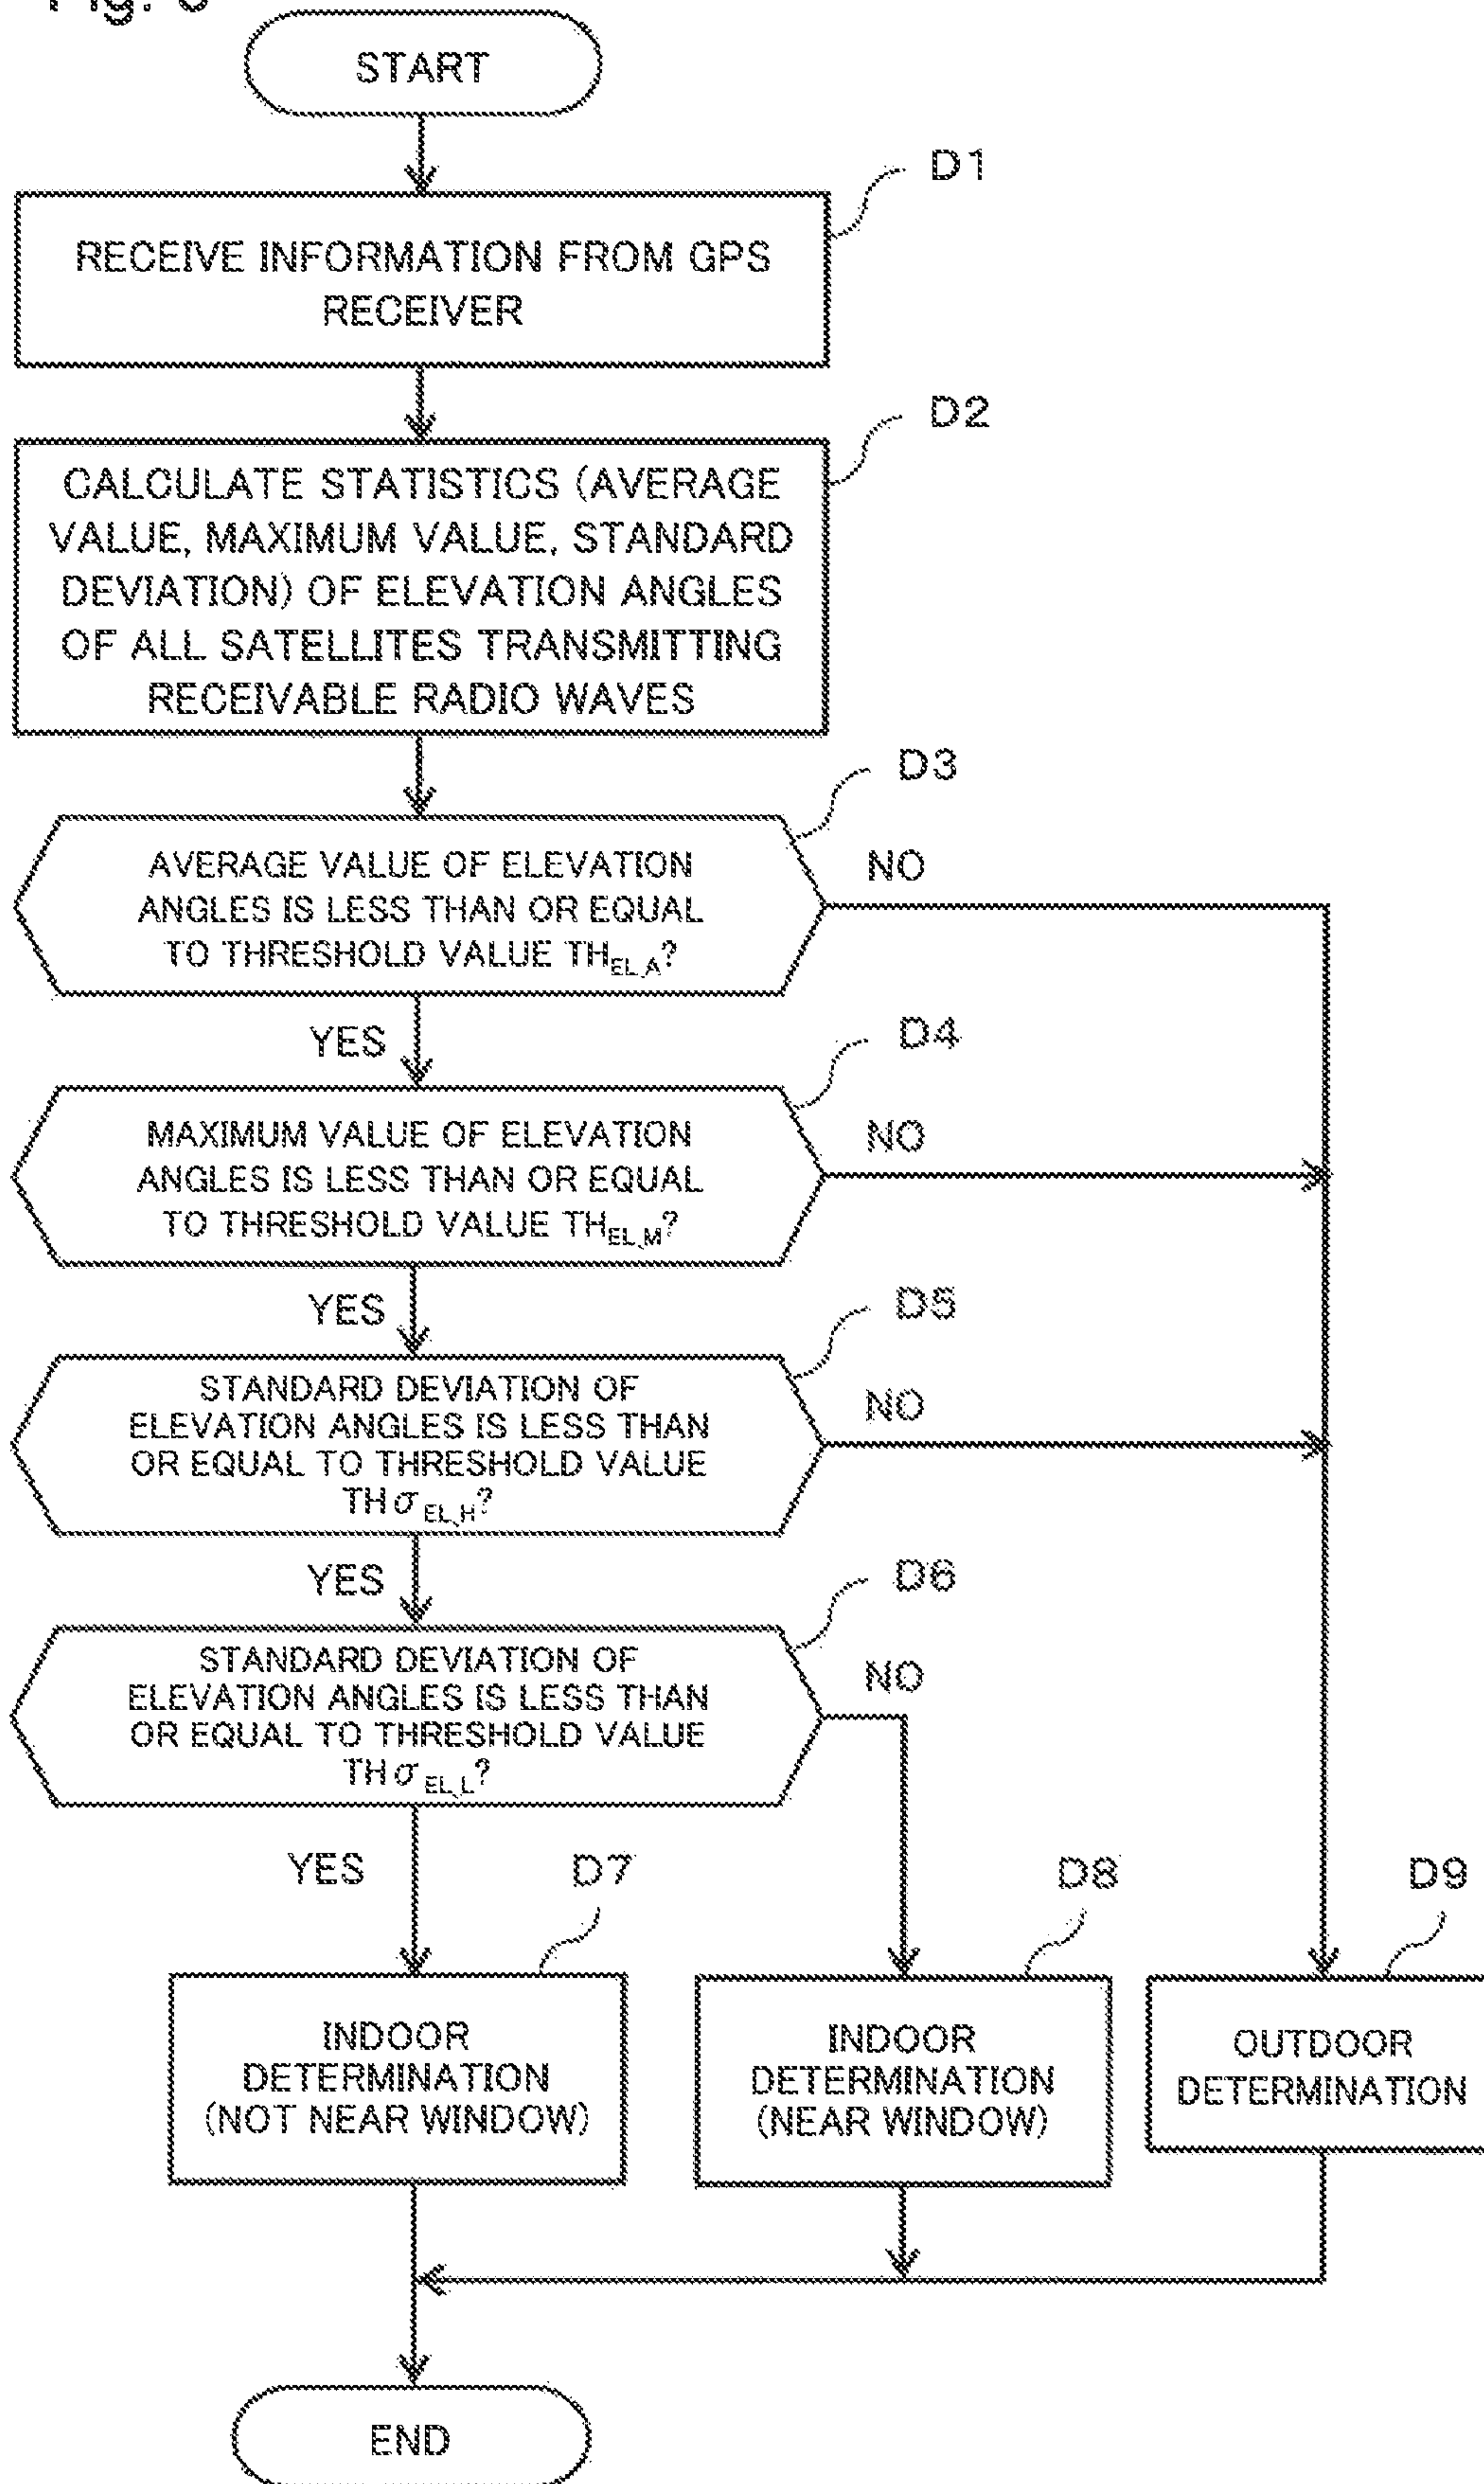 START
D1
RECEIVE INFORMATION FROM GPS
RECEIVER
D2
CALCULATE STATISTICS (AVERAGE
VALUE, MAXIMUM VALUE, STANDARD
DEVIATION) OF ELEVATION ANGLES
OF ALL SATELLITES TRANSMITTING
RECEIVABLE RADIO WAVES
D3
AVERAGE VALUE OF ELEVATION
ANGLES IS LESS THAN OR EQUAL
TO THRESHOLD VALUE TH_EL_A?
NO
YES
D4
MAXIMUM VALUE OF ELEVATION
ANGLES IS LESS THAN OR EQUAL
TO THRESHOLD VALUE TH_EL_M?
NO
YES
D5
STANDARD DEVIATION OF
ELEVATION ANGLES IS LESS THAN
OR EQUAL TO THRESHOLD VALUE
THσ_EL_H?
NO
YES
D6
STANDARD DEVIATION OF
ELEVATION ANGLES IS LESS THAN
OR EQUAL TO THRESHOLD VALUE
THσ_EL_L?
NO
YES
D7
INDOOR
DETERMINATION
(NOT NEAR WINDOW)
D8
INDOOR
DETERMINATION
(NEAR WINDOW)
D9
OUTDOOR
DETERMINATION
END